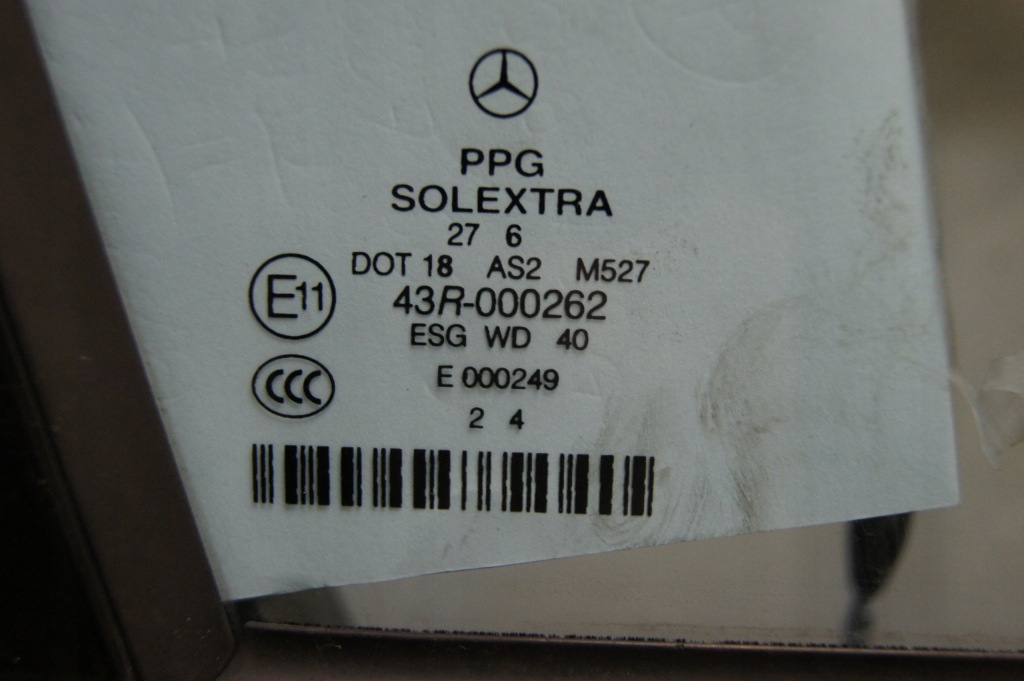 PPG
SOLEXTRA
27 6
DOT 18 AS2 M527
E11 43R-000262
ESG WD 40
CCC E 000249
2 4